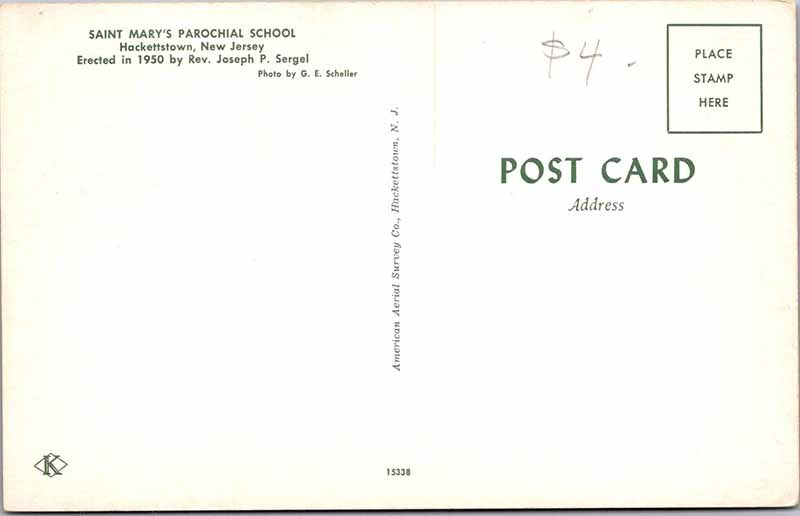 SAINT MARY'S PAROCHIAL SCHOOL
Hackettstown, New Jersey
Erected in 1950 by Rev. Joseph P. Sergel
Photo by G. E. Scheller
American Aerial Survey Co., Hackettstown, N. J.
$4
PLACE
STAMP
HERE
POST CARD
Address
K
15338